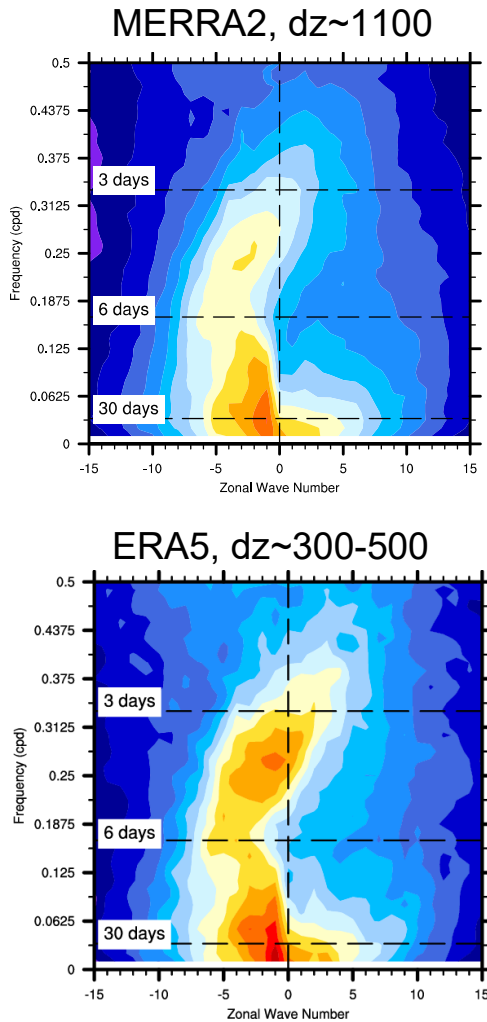 MERRA2, dz~1100
0.5
0.4375
0.375
3 days
0.3125
0.25
0.1875
6 days
0.125
0.0625
30 days
0
-15 -10 -5 0 5 10 15
Frequency (cpd)
Zonal Wave Number
ERA5, dz~300-500
0.5
0.4375
0.375
3 days
0.3125
0.25
0.1875
6 days
0.125
0.0625
30 days
0
-15 -10 -5 0 5 10 15
Frequency (cpd)
Zonal Wave Number